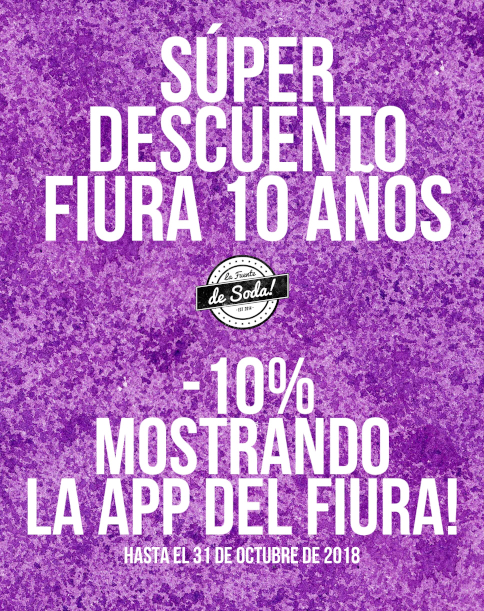 SÚPER
DESCUENTO
FIURA 10 AÑOS
La Fuente
de Soda!
-10%
MOSTRANDO
LA APP DEL FIURA!
HASTA EL 31 DE OCTUBRE DE 2018